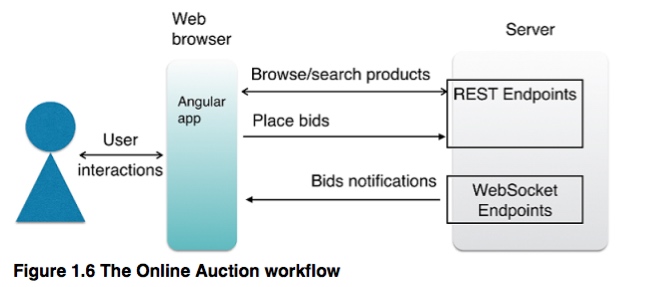 Web
browser
Server
Angular
app
User
interactions
Browse/search products
Place bids
Bids notifications
REST Endpoints
WebSocket
Endpoints
Figure 1.6 The Online Auction workflow